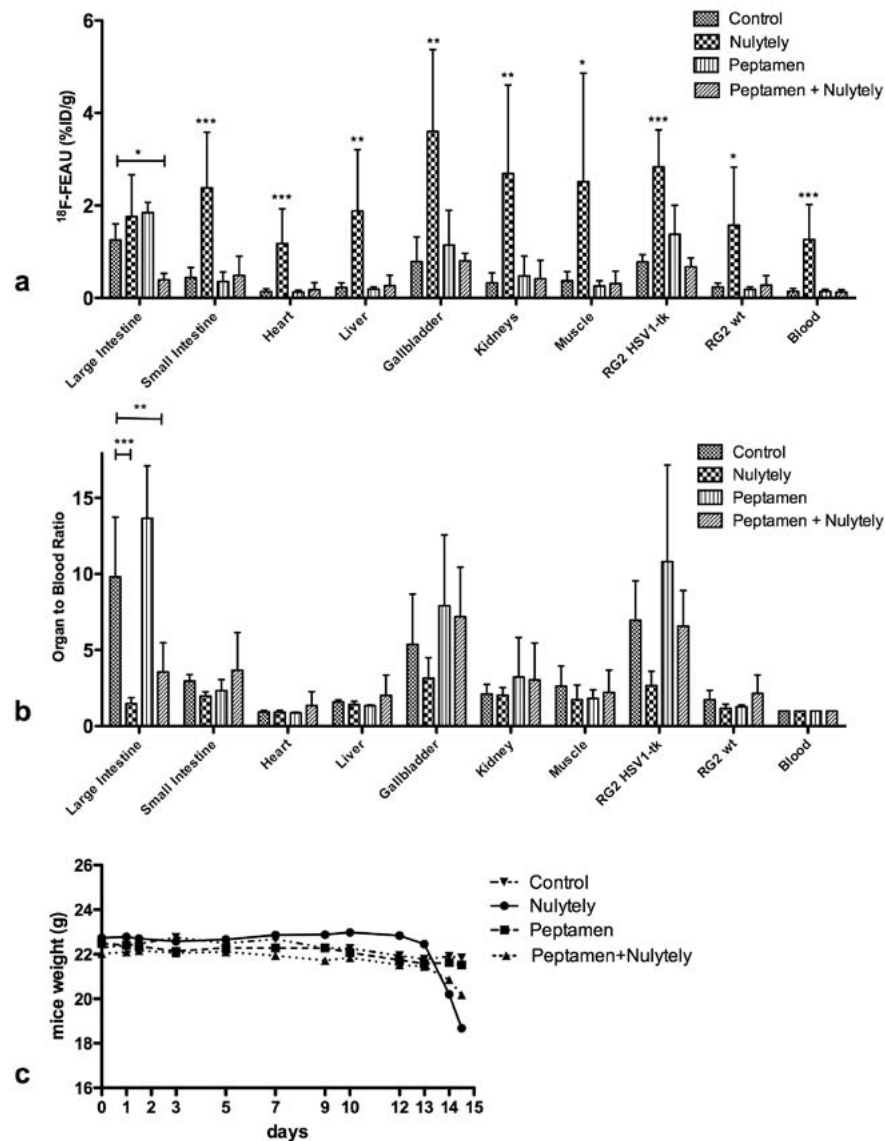 Control
Nulytely
Peptamen
Peptamen + Nulytely
6
4
2
0
¹⁸F-FEAU (%ID/g)
*
***
***
**
**
**
*
***
*
***
a
Large Intestine
Small Intestine
Heart
Liver
Gallbladder
Kidneys
Muscle
RG2 HSV1-tk
RG2 wt
Blood
**
***
Control
Nulytely
Peptamen
Peptamen + Nulytely
15
10
5
0
Organ to Blood Ratio
b
Large Intestine
Small Intestine
Heart
Liver
Gallbladder
Kidney
Muscle
RG2 HSV1-tk
RG2 wt
Blood
26
24
22
20
18
16
mice weight (g)
Control
Nulytely
Peptamen
Peptamen+Nulytely
c
0 1 2 3 5 7 9 10 12 13 14 15
days